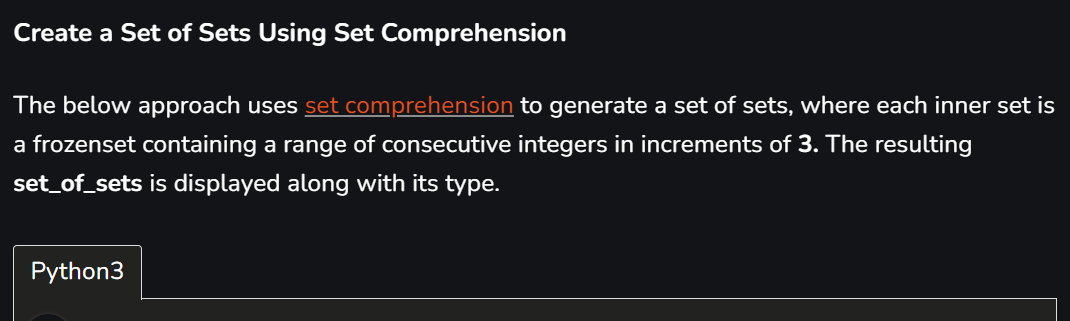 Create a Set of Sets Using Set Comprehension
The below approach uses set comprehension to generate a set of sets, where each inner set is
a frozenset containing a range of consecutive integers in increments of 3. The resulting
set_of_sets is displayed along with its type.
Python3